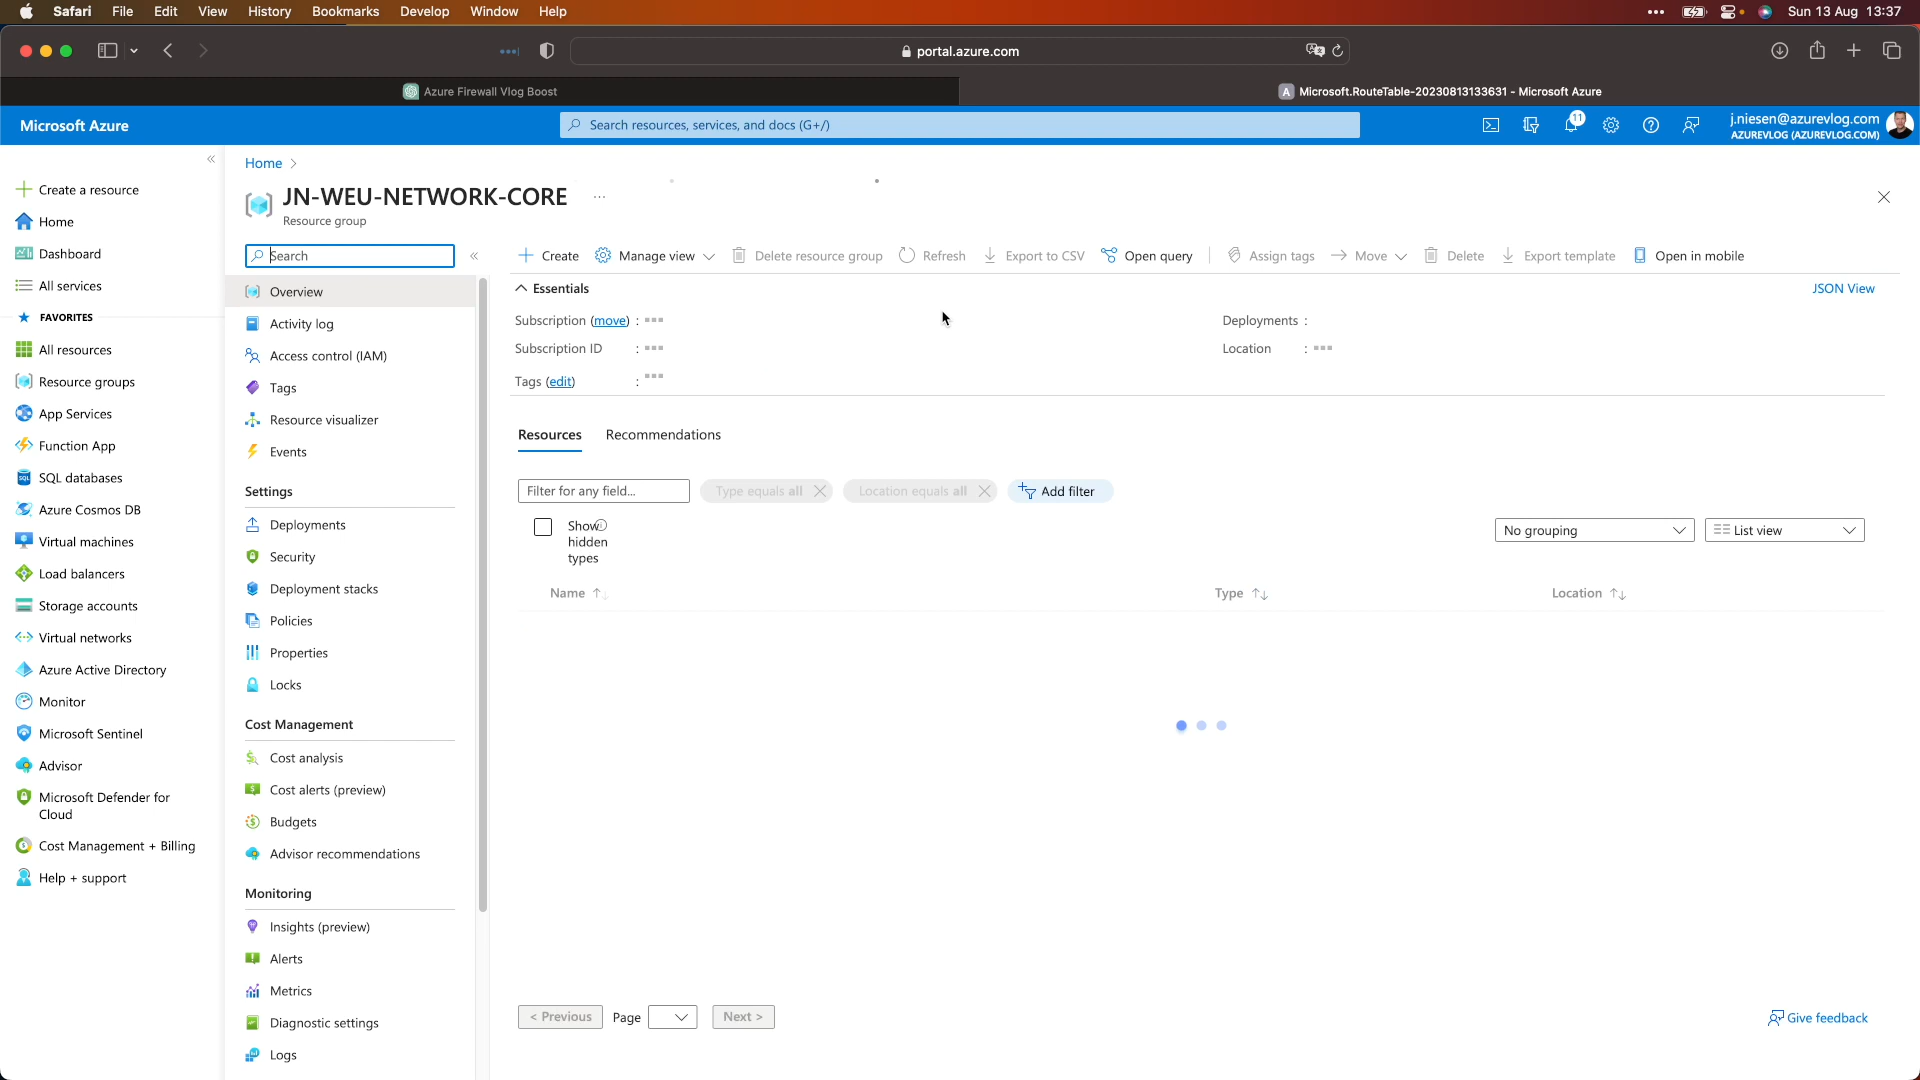 Safari File Edit View History Bookmarks Develop Window Help
Sun 13 Aug 13:37
portal.azure.com
Azure Firewall Vlog Boost
A Microsoft.RouteTable-20230813133631 - Microsoft Azure
Microsoft Azure
Search resources, services, and docs (G+/)
11
j.niesen@azurevlog.com
AZUREVLOG (AZUREVLOG.COM)
Create a resource
Home
Dashboard
All services
FAVORITES
All resources
Resource groups
App Services
Function App
SQL databases
Azure Cosmos DB
Virtual machines
Load balancers
Storage accounts
Virtual networks
Azure Active Directory
Monitor
Microsoft Sentinel
Advisor
Microsoft Defender for
Cloud
Cost Management + Billing
Help + support
Home >
JN-WEU-NETWORK-CORE ...
Resource group
Search
Overview
Activity log
Access control (IAM)
Tags
Resource visualizer
Events
Settings
Deployments
Security
Deployment stacks
Policies
Properties
Locks
Cost Management
Cost analysis
Cost alerts (preview)
Budgets
Advisor recommendations
Monitoring
Insights (preview)
Alerts
Metrics
Diagnostic settings
Logs
Create Manage view Delete resource group Refresh Export to CSV Open query Assign tags Move Delete Export template Open in mobile
Essentials
JSON View
Subscription (move) :
Deployments :
Subscription ID :
Location :
Tags (edit) :
Resources Recommendations
Filter for any field... Type equals all Location equals all Add filter
Show
hidden
types
No grouping List view
Name Type Location
< Previous Page Next >
Give feedback